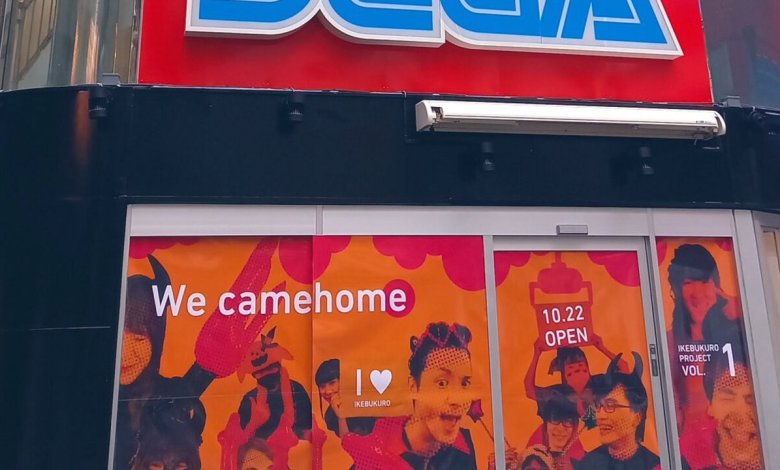 SEGA
We camehome
10.22
OPEN
I ♥
IKEBUKURO
IKEBUKURO
PROJECT
VOL. 1